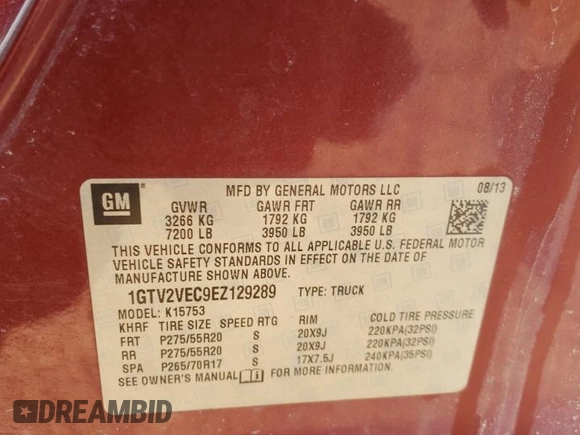 GM
MFD BY GENERAL MOTORS LLC 08/13
GVWR GAWR FRT GAWR RR
3266 KG 1792 KG 1792 KG
7200 LB 3950 LB 3950 LB
THIS VEHICLE CONFORMS TO ALL APPLICABLE U.S. FEDERAL MOTOR
VEHICLE SAFETY STANDARDS IN EFFECT ON THE DATE OF
MANUFACTURE SHOWN ABOVE.
1GTV2VEC9EZ129289 TYPE: TRUCK
MODEL: K15753
KHRF TIRE SIZE SPEED RTG RIM COLD TIRE PRESSURE
FRT P275/55R20 S 20X9J 220KPA(32PSI)
RR P275/55R20 S 20X9J 220KPA(32PSI)
SPA P265/70R17 S 17X7.5J 240KPA(35PSI)
SEE OWNER'S MANUAL FOR MORE INFORMATION.
DREAMBID